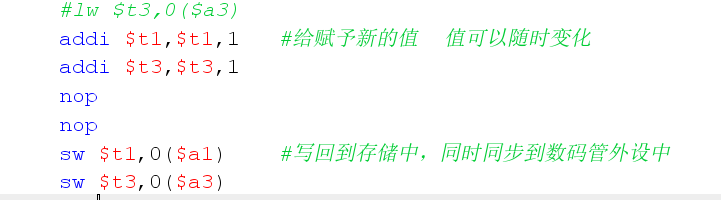 #lw $t3,0($a3)
addi $t1,$t1,1 #给赋予新的值 值可以随时变化
addi $t3,$t3,1
nop
nop
sw $t1,0($a1) #写回到存储中，同时同步到数码管外设中
sw $t3,0($a3)